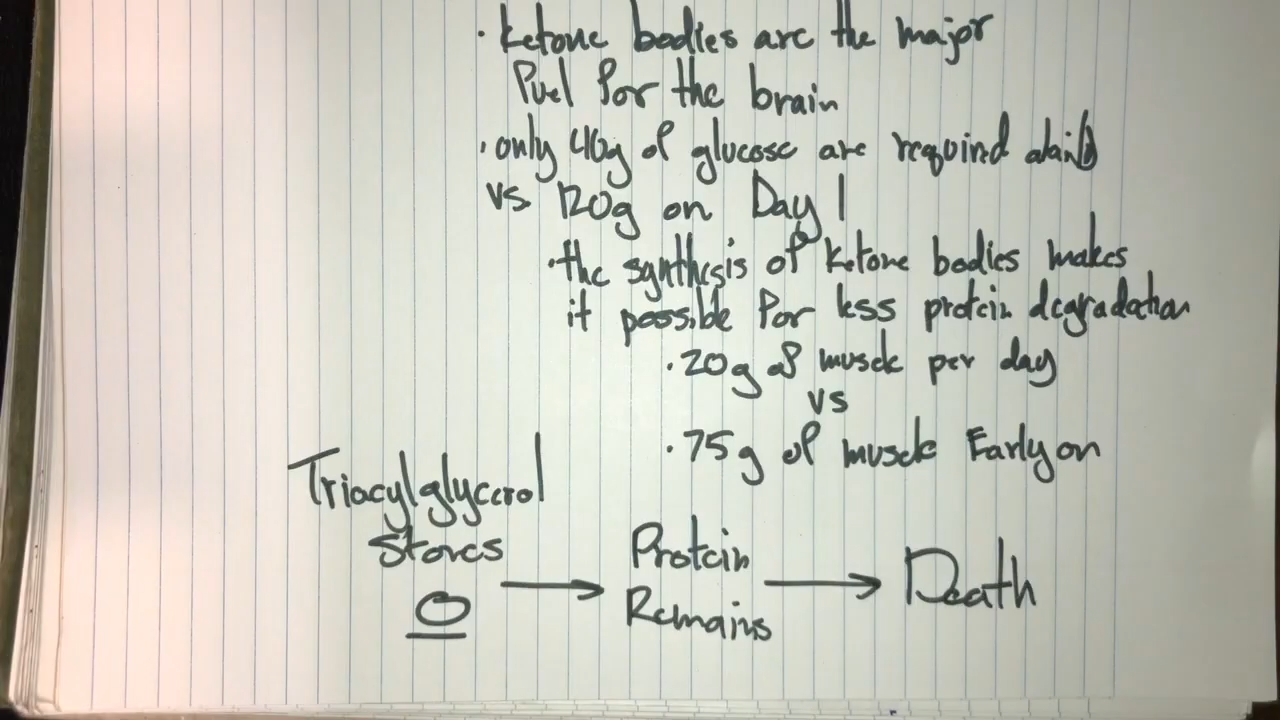 · Ketone bodies are the major
fuel for the brain
· only 40g of glucose are required daily
vs. 120g on Day 1
· the synthesis of ketone bodies makes
it possible for less protein degradation
· 20g of muscle per day
vs
· 75g of muscle Early on
Triacylglycerol
Stores
0
Protein
Remains
Death